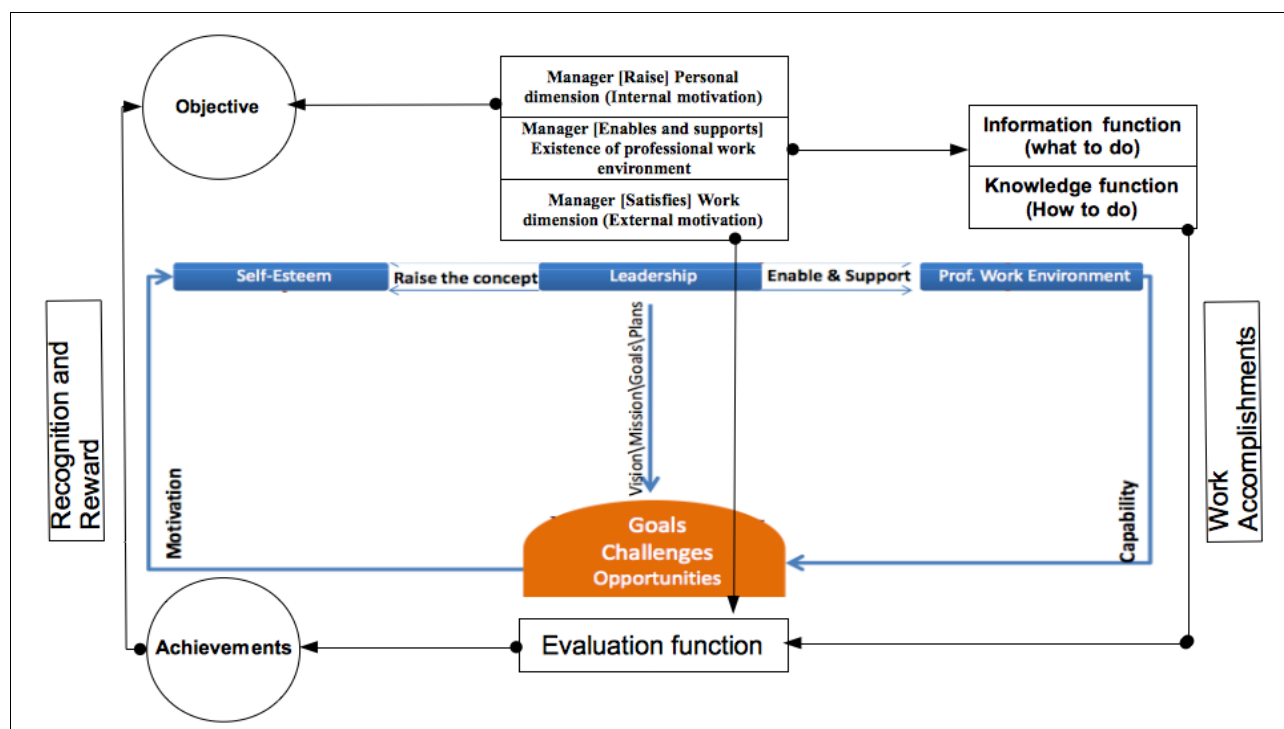 Objective
Manager [Raise] Personal
dimension (Internal motivation)
Manager [Enables and supports]
Existence of professional work
environment
Manager [Satisfies] Work
dimension (External motivation)
Information function
(what to do)
Knowledge function
(How to do)
Self-Esteem
Raise the concept
Leadership
Enable & Support
Prof. Work Environment
Recognition and
Reward
Motivation
Vision\Mission\Goals\Plans
Capability
Work
Accomplishments
Goals
Challenges
Opportunities
Achievements
Evaluation function